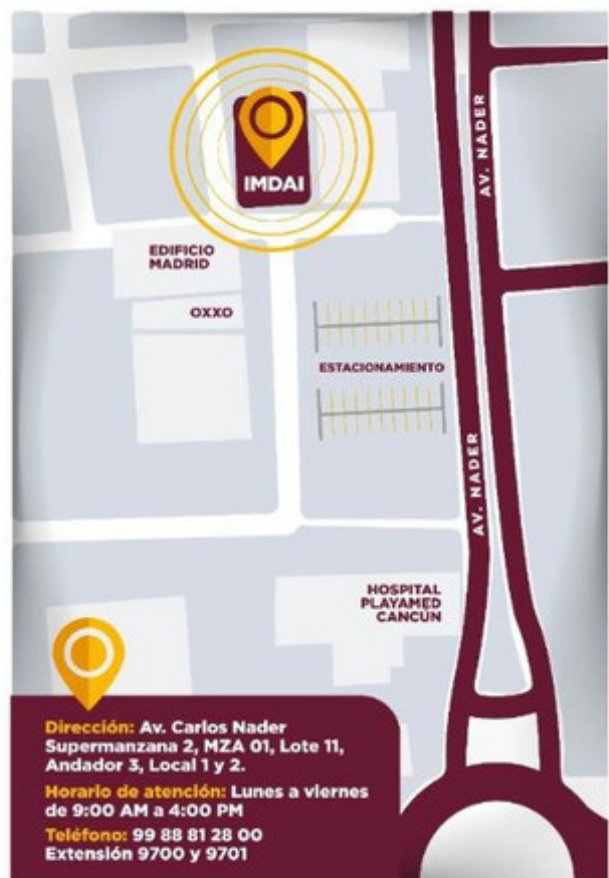 AV. NADER
IMDAI
EDIFICIO
MADRID
OXXO
ESTACIONAMIENTO
AV. NADER
HOSPITAL
PLAYAMED
CANCÚN
Dirección: Av. Carlos Nader
Supermanzana 2, MZA 01, Lote 11,
Andador 3, Local 1 y 2.
Horario de atención: Lunes a viernes
de 9:00 AM a 4:00 PM
Teléfono: 99 88 81 28 00
Extensión 9700 y 9701